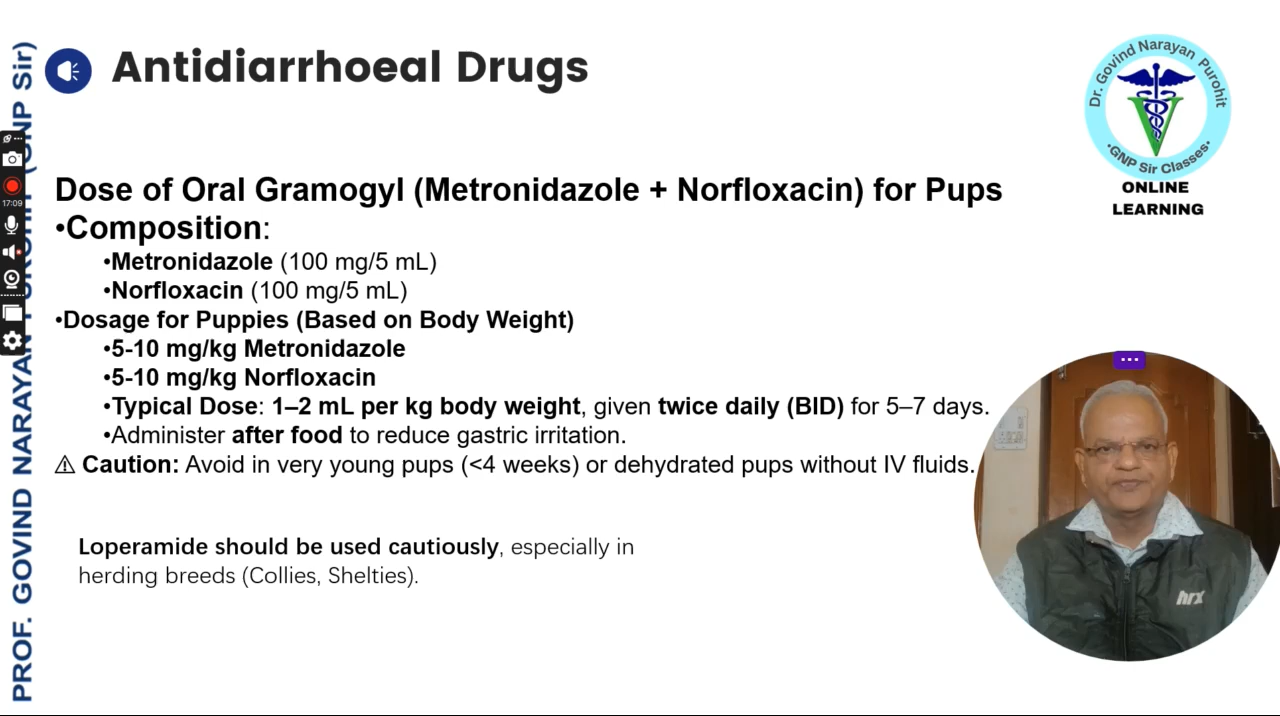 Antidiarrhoeal Drugs
Dose of Oral Gramogyl (Metronidazole + Norfloxacin) for Pups
•Composition:
•Metronidazole (100 mg/5 mL)
•Norfloxacin (100 mg/5 mL)
•Dosage for Puppies (Based on Body Weight)
•5-10 mg/kg Metronidazole
•5-10 mg/kg Norfloxacin
•Typical Dose: 1–2 mL per kg body weight, given twice daily (BID) for 5–7 days.
•Administer after food to reduce gastric irritation.
⚠ Caution: Avoid in very young pups (<4 weeks) or dehydrated pups without IV fluids.
Loperamide should be used cautiously, especially in
herding breeds (Collies, Shelties).
Dr. Govind Narayan Purohit
•GNP Sir Classes•
ONLINE
LEARNING
PROF. GOVIND NARAYAN (GNP Sir)
17:09
hrx